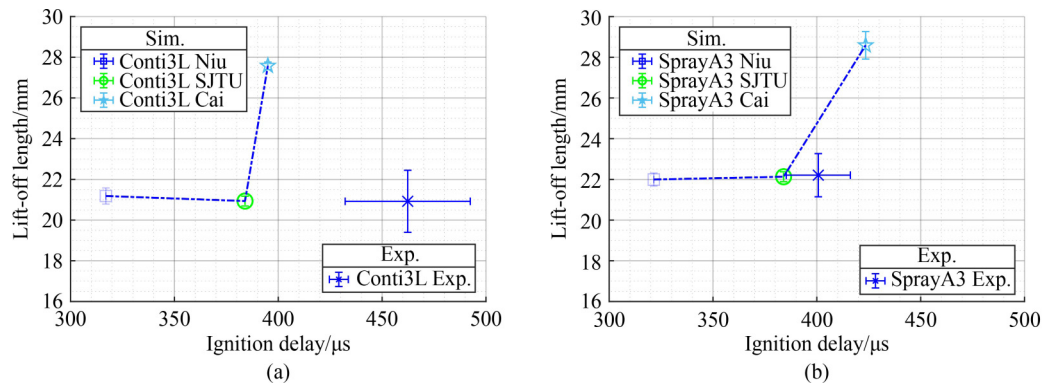 30
28
26
24
22
20
18
16
Lift-off length/mm
Sim.
Conti3L Niu
Conti3L SJTU
Conti3L Cai
Exp.
Conti3L Exp.
300
350
400
450
500
Ignition delay/μs
(a)
30
28
26
24
22
20
18
16
Lift-off length/mm
Sim.
SprayA3 Niu
SprayA3 SJTU
SprayA3 Cai
Exp.
SprayA3 Exp.
300
350
400
450
500
Ignition delay/μs
(b)